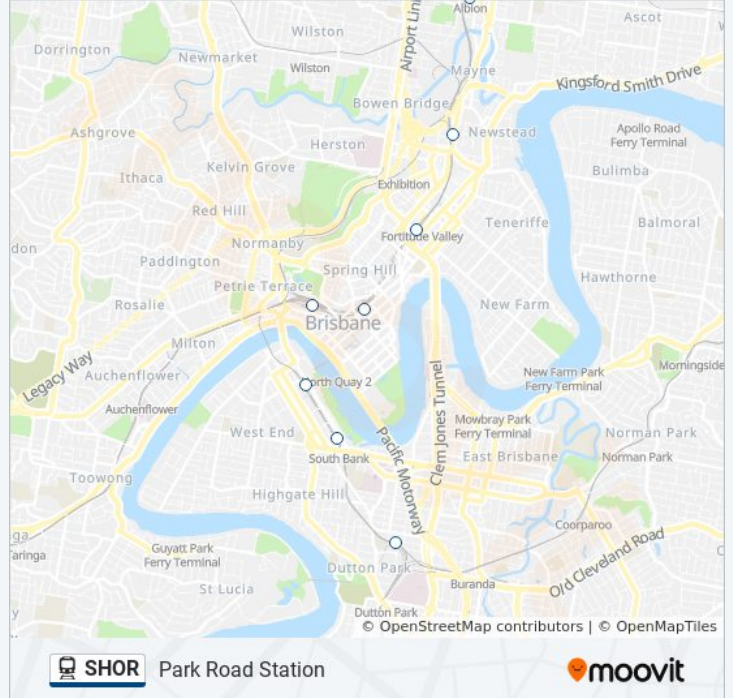 Albion
Ascot
Airport Lin
Wilston
Dorrington
Newmarket
Wilston
Mayne
Kingsford Smith Drive
Bowen Bridge
Ashgrove
Newstead
Apollo Road
Ferry Terminal
Herston
Kelvin Grove
Bulimba
Ithaca
Exhibition
Red Hill
Teneriffe
Balmoral
Fortitude Valley
Normanby
don
Paddington
Spring Hill
Hawthorne
Petrie Terrace
Rosalie
New Farm
Brisbane
Milton
Legacy Way
Auchenflower
North Quay 2
New Farm Park
Ferry Terminal
Morningside
Clem Jones Tunnel
Auchenflower
Mowbray Park
Ferry Terminal
West End
Pacific Motorway
Norman Park
South Bank
East Brisbane
Norman Park
Toowong
Highgate Hill
Coorparoo
ga
Taringa
Guyatt Park
Ferry Terminal
Old Cleveland Road
C
Dutton Park
Buranda
St Lucia
y
Dutton Park
© OpenStreetMap contributors | © OpenMapTiles
SHOR Park Road Station
moovit